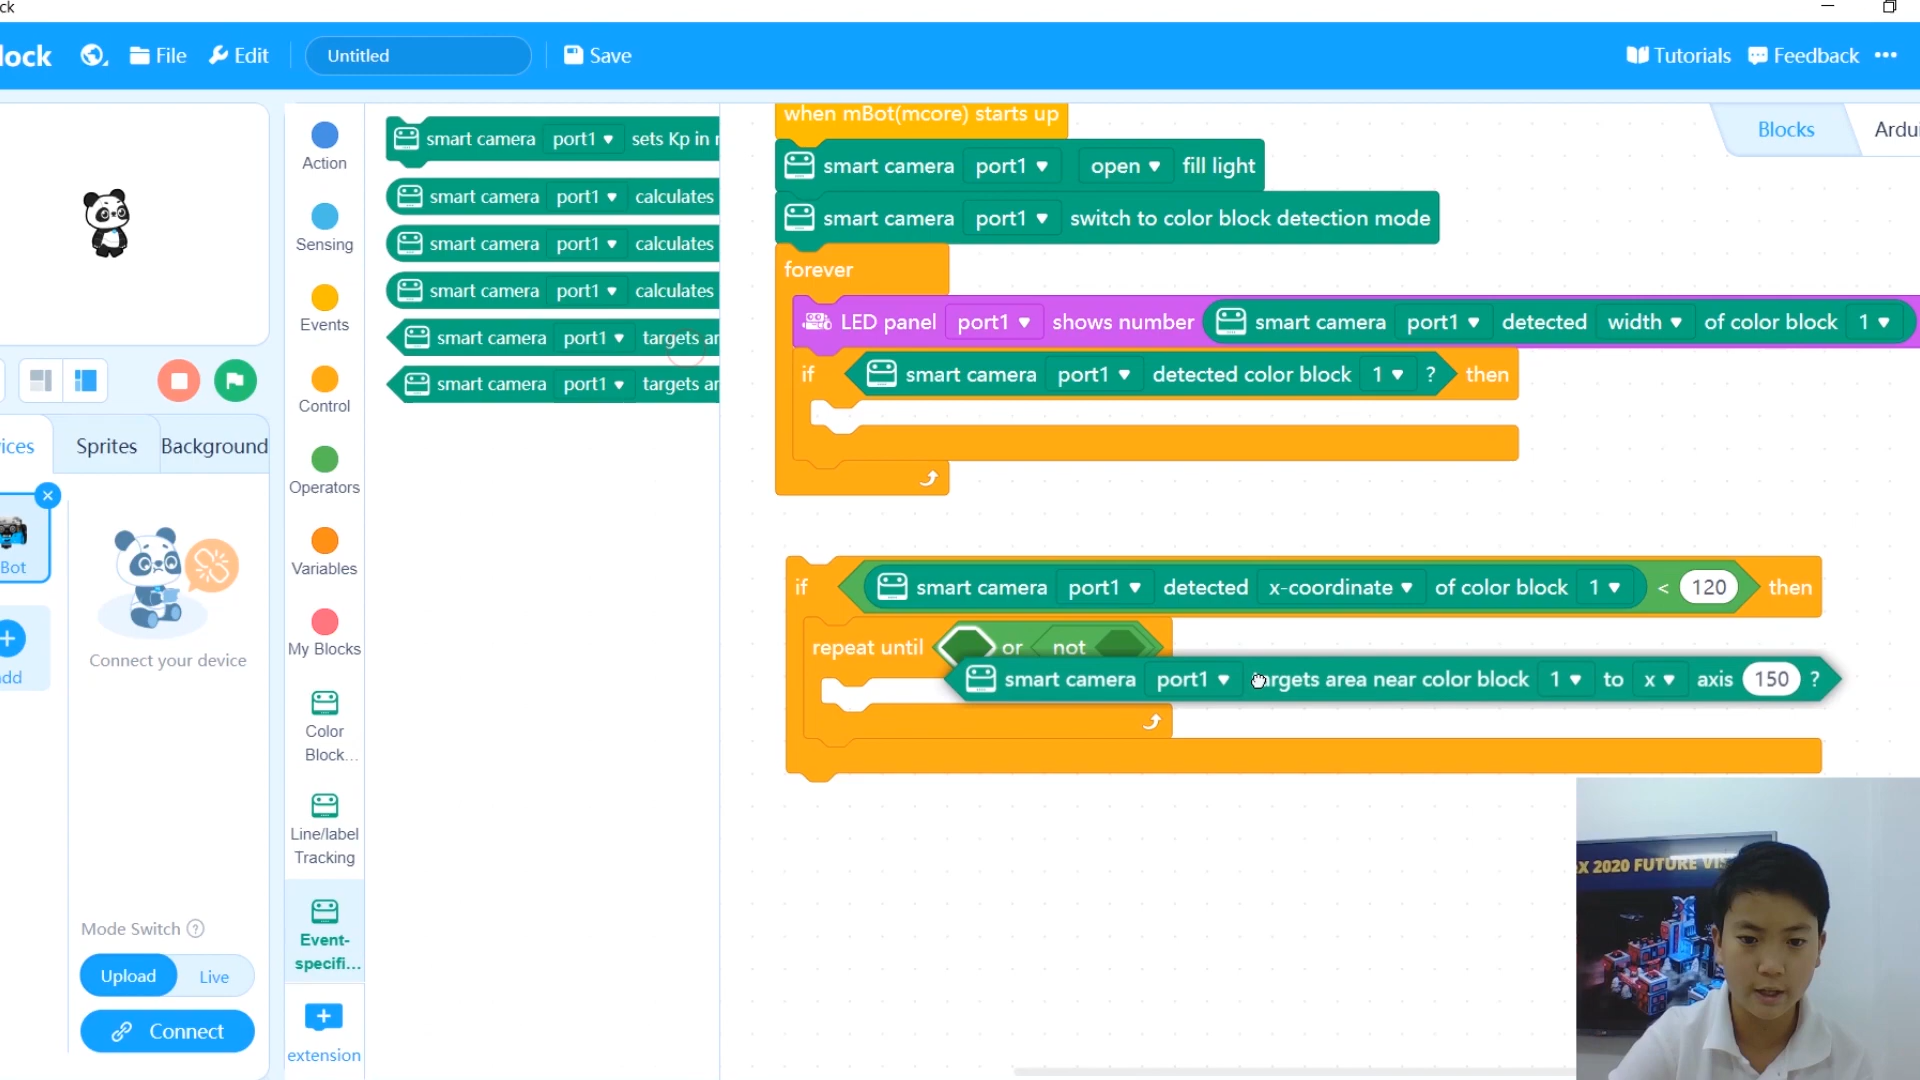 ck
lock
File
Edit
Untitled
Save
Tutorials
Feedback
•••
Action
Sensing
Events
Control
Operators
Variables
My Blocks
Color
Block...
Line/label
Tracking
Event-
specifi...
extension
smart camera port1 sets Kp in r
smart camera port1 calculates
smart camera port1 calculates
smart camera port1 calculates
smart camera port1 targets ar
smart camera port1 targets ar
when mBot(mcore) starts up
smart camera port1 open fill light
smart camera port1 switch to color block detection mode
forever
LED panel port1 shows number smart camera port1 detected width of color block 1
if smart camera port1 detected color block 1 ? then
if smart camera port1 detected x-coordinate of color block 1 < 120 then
repeat until or not
smart camera port1 targets area near color block 1 to x axis 150 ?
Blocks
Ardui
ices
Sprites
Background
Bot
dd
Connect your device
Mode Switch ?
Upload
Live
Connect
X 2020 FUTURE VIS